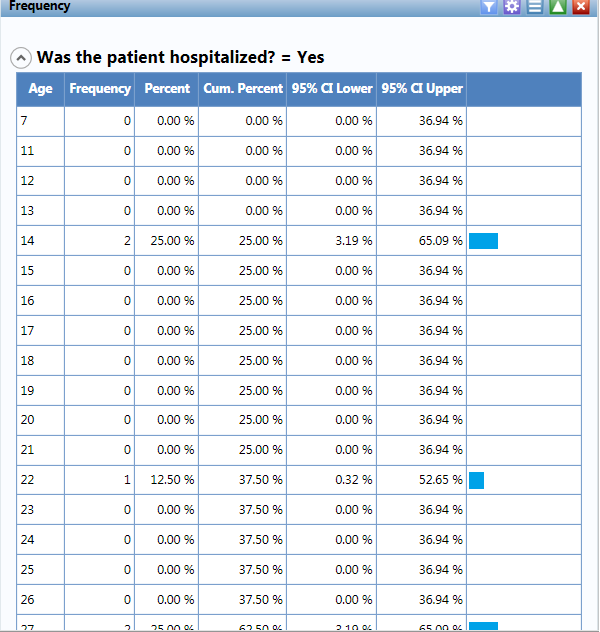 Frequency
Was the patient hospitalized? = Yes
Age Frequency Percent Cum. Percent 95% CI Lower 95% CI Upper
7 0 0.00 % 0.00 % 0.00 % 36.94 %
11 0 0.00 % 0.00 % 0.00 % 36.94 %
12 0 0.00 % 0.00 % 0.00 % 36.94 %
13 0 0.00 % 0.00 % 0.00 % 36.94 %
14 2 25.00 % 25.00 % 3.19 % 65.09 %
15 0 0.00 % 25.00 % 0.00 % 36.94 %
16 0 0.00 % 25.00 % 0.00 % 36.94 %
17 0 0.00 % 25.00 % 0.00 % 36.94 %
18 0 0.00 % 25.00 % 0.00 % 36.94 %
19 0 0.00 % 25.00 % 0.00 % 36.94 %
20 0 0.00 % 25.00 % 0.00 % 36.94 %
21 0 0.00 % 25.00 % 0.00 % 36.94 %
22 1 12.50 % 37.50 % 0.32 % 52.65 %
23 0 0.00 % 37.50 % 0.00 % 36.94 %
24 0 0.00 % 37.50 % 0.00 % 36.94 %
25 0 0.00 % 37.50 % 0.00 % 36.94 %
26 0 0.00 % 37.50 % 0.00 % 36.94 %
27 2 25.00 % 62.50 % 3.19 % 65.09 %